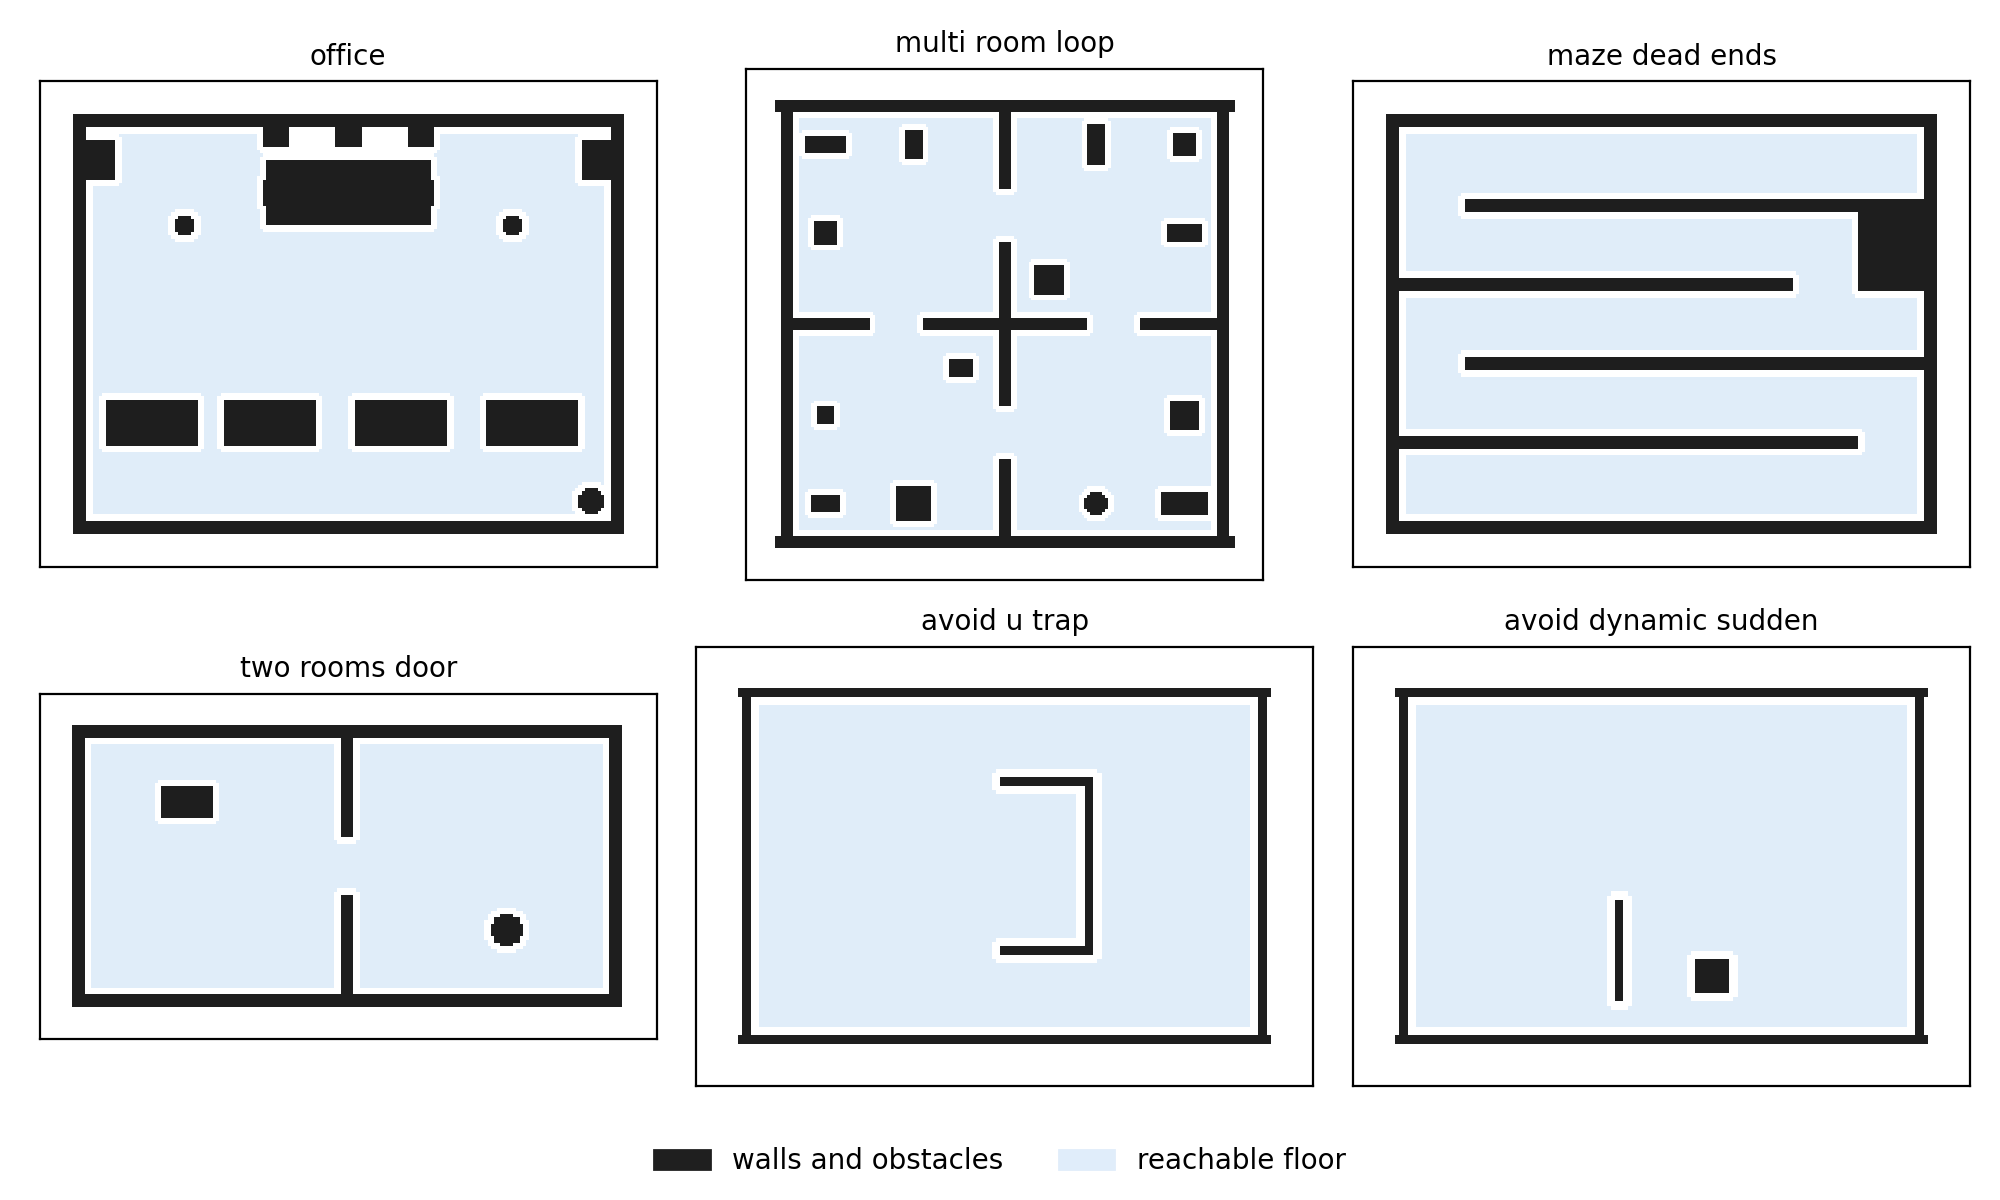 office
multi room loop
maze dead ends
two rooms door
avoid u trap
avoid dynamic sudden
walls and obstacles
reachable floor